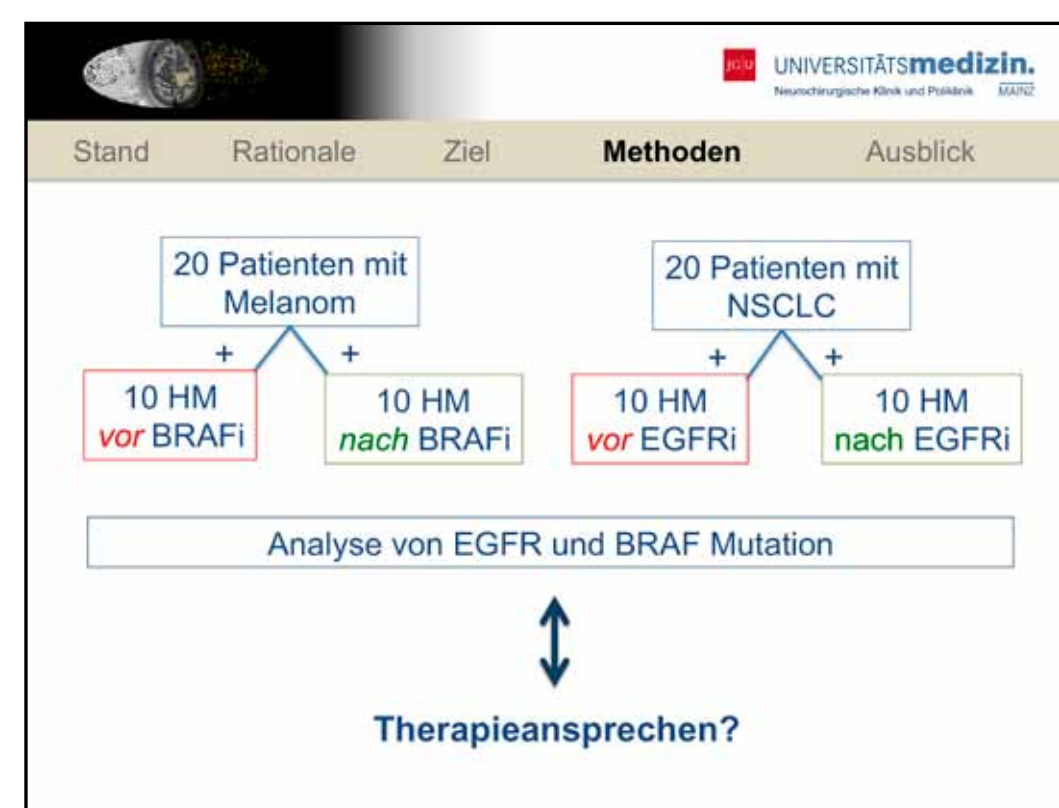 JG|U UNIVERSITÄTSmedizin.
Neurochirurgische Klinik und Poliklinik MAINZ
Stand Rationale Ziel Methoden Ausblick
20 Patienten mit
Melanom
+ +
10 HM
vor BRAFi
10 HM
nach BRAFi
20 Patienten mit
NSCLC
+ +
10 HM
vor EGFRi
10 HM
nach EGFRi
Analyse von EGFR und BRAF Mutation
Therapieansprechen?